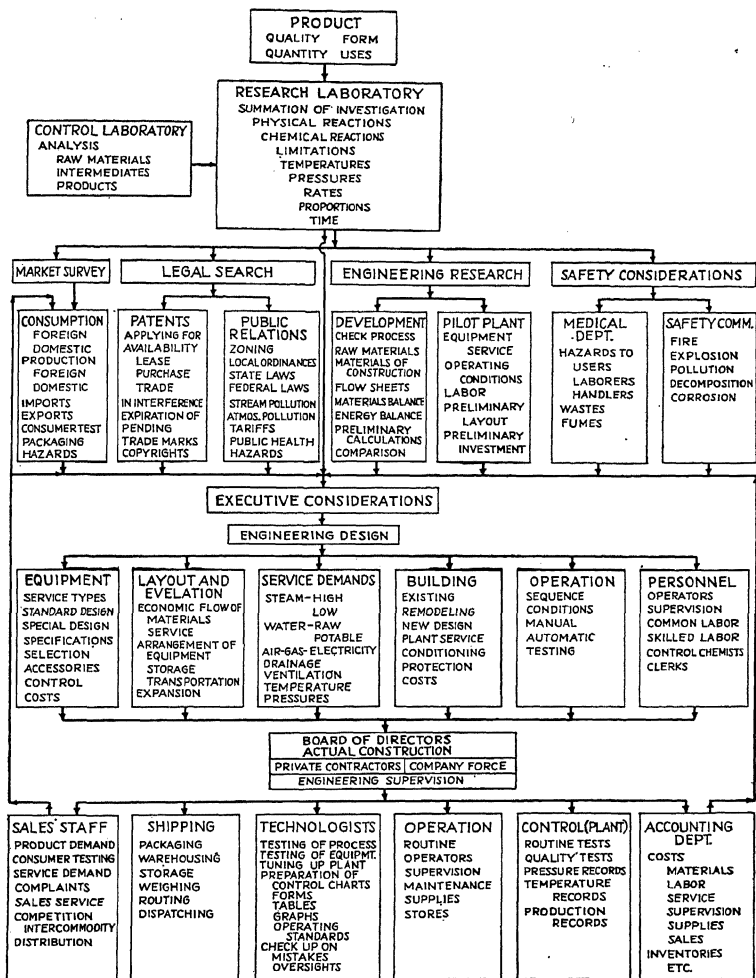 PRODUCT
QUALITY FORM
QUANTITY USES
RESEARCH LABORATORY
SUMMATION OF INVESTIGATION
PHYSICAL REACTIONS
CHEMICAL REACTIONS
LIMITATIONS
TEMPERATURES
PRESSURES
RATES
PROPORTIONS
TIME
CONTROL LABORATORY
ANALYSIS
RAW MATERIALS
INTERMEDIATES
PRODUCTS
MARKET SURVEY
LEGAL SEARCH
ENGINEERING RESEARCH
SAFETY CONSIDERATIONS
CONSUMPTION
FOREIGN
DOMESTIC
PRODUCTION
FOREIGN
DOMESTIC
IMPORTS
EXPORTS
CONSUMER TEST
PACKAGING
HAZARDS
PATENTS
APPLYING FOR
AVAILABILITY
LEASE
PURCHASE
TRADE
IN INTERFERENCE
EXPIRATION OF
PENDING
TRADE MARKS
COPYRIGHTS
PUBLIC
RELATIONS
ZONING
LOCAL ORDINANCES
STATE LAWS
FEDERAL LAWS
STREAM POLLUTION
ATMOS. POLLUTION
TARIFFS
PUBLIC HEALTH
HAZARDS
DEVELOPMENT
CHECK PROCESS
RAW MATERIALS
MATERIALS OF
CONSTRUCTION
FLOW SHEETS
MATERIALS BALANCE
ENERGY BALANCE
PRELIMINARY
CALCULATIONS
COMPARISON
PILOT PLANT
EQUIPMENT
SERVICE
OPERATING
CONDITIONS
LABOR
PRELIMINARY
LAYOUT
PRELIMINARY
INVESTMENT
MEDICAL
DEPT.
HAZARDS TO
USERS
LABORERS
HANDLERS
WASTES
FUMES
SAFETY COMM.
FIRE
EXPLOSION
POLLUTION
DECOMPOSITION
CORROSION
EXECUTIVE CONSIDERATIONS
ENGINEERING DESIGN
EQUIPMENT
SERVICE TYPES
STANDARD DESIGN
SPECIAL DESIGN
SPECIFICATIONS
SELECTION
ACCESSORIES
CONTROL
COSTS
LAYOUT AND
EVELATION
ECONOMIC FLOW OF
MATERIALS
SERVICE
ARRANGEMENT OF
EQUIPMENT
STORAGE
TRANSPORTATION
EXPANSION
SERVICE DEMANDS
STEAM-HIGH
LOW
WATER-RAW
POTABLE
AIR-GAS-ELECTRICITY
DRAINAGE
VENTILATION
TEMPERATURE
PRESSURES
BUILDING
EXISTING
REMODELING
NEW DESIGN
PLANT SERVICE
CONDITIONING
PROTECTION
COSTS
OPERATION
SEQUENCE
CONDITIONS
MANUAL
AUTOMATIC
TESTING
PERSONNEL
OPERATORS
SUPERVISION
COMMON LABOR
SKILLED LABOR
CONTROL CHEMISTS
CLERKS
BOARD OF DIRECTORS
ACTUAL CONSTRUCTION
PRIVATE CONTRACTORS COMPANY FORCE
ENGINEERING SUPERVISION
SALES STAFF
PRODUCT DEMAND
CONSUMER TESTING
SERVICE DEMAND
COMPLAINTS
SALES SERVICE
COMPETITION
INTERCOMMODITY
DISTRIBUTION
SHIPPING
PACKAGING
WAREHOUSING
STORAGE
WEIGHING
ROUTING
DISPATCHING
TECHNOLOGISTS
TESTING OF PROCESS
TESTING OF EQUIPMT.
TUNING UP PLANT
PREPARATION OF
CONTROL CHARTS
FORMS
TABLES
GRAPHS
OPERATING
STANDARDS
CHECK UP ON
MISTAKES
OVERSIGHTS
OPERATION
ROUTINE
OPERATORS
SUPERVISION
MAINTENANCE
SUPPLIES
STORES
CONTROL(PLANT)
ROUTINE TESTS
QUALITY TESTS
PRESSURE RECORDS
TEMPERATURE
RECORDS
PRODUCTION
RECORDS
ACCOUNTING
DEPT.
COSTS
MATERIALS
LABOR
SERVICE
SUPERVISION
SUPPLIES
SALES
INVENTORIES
ETC.